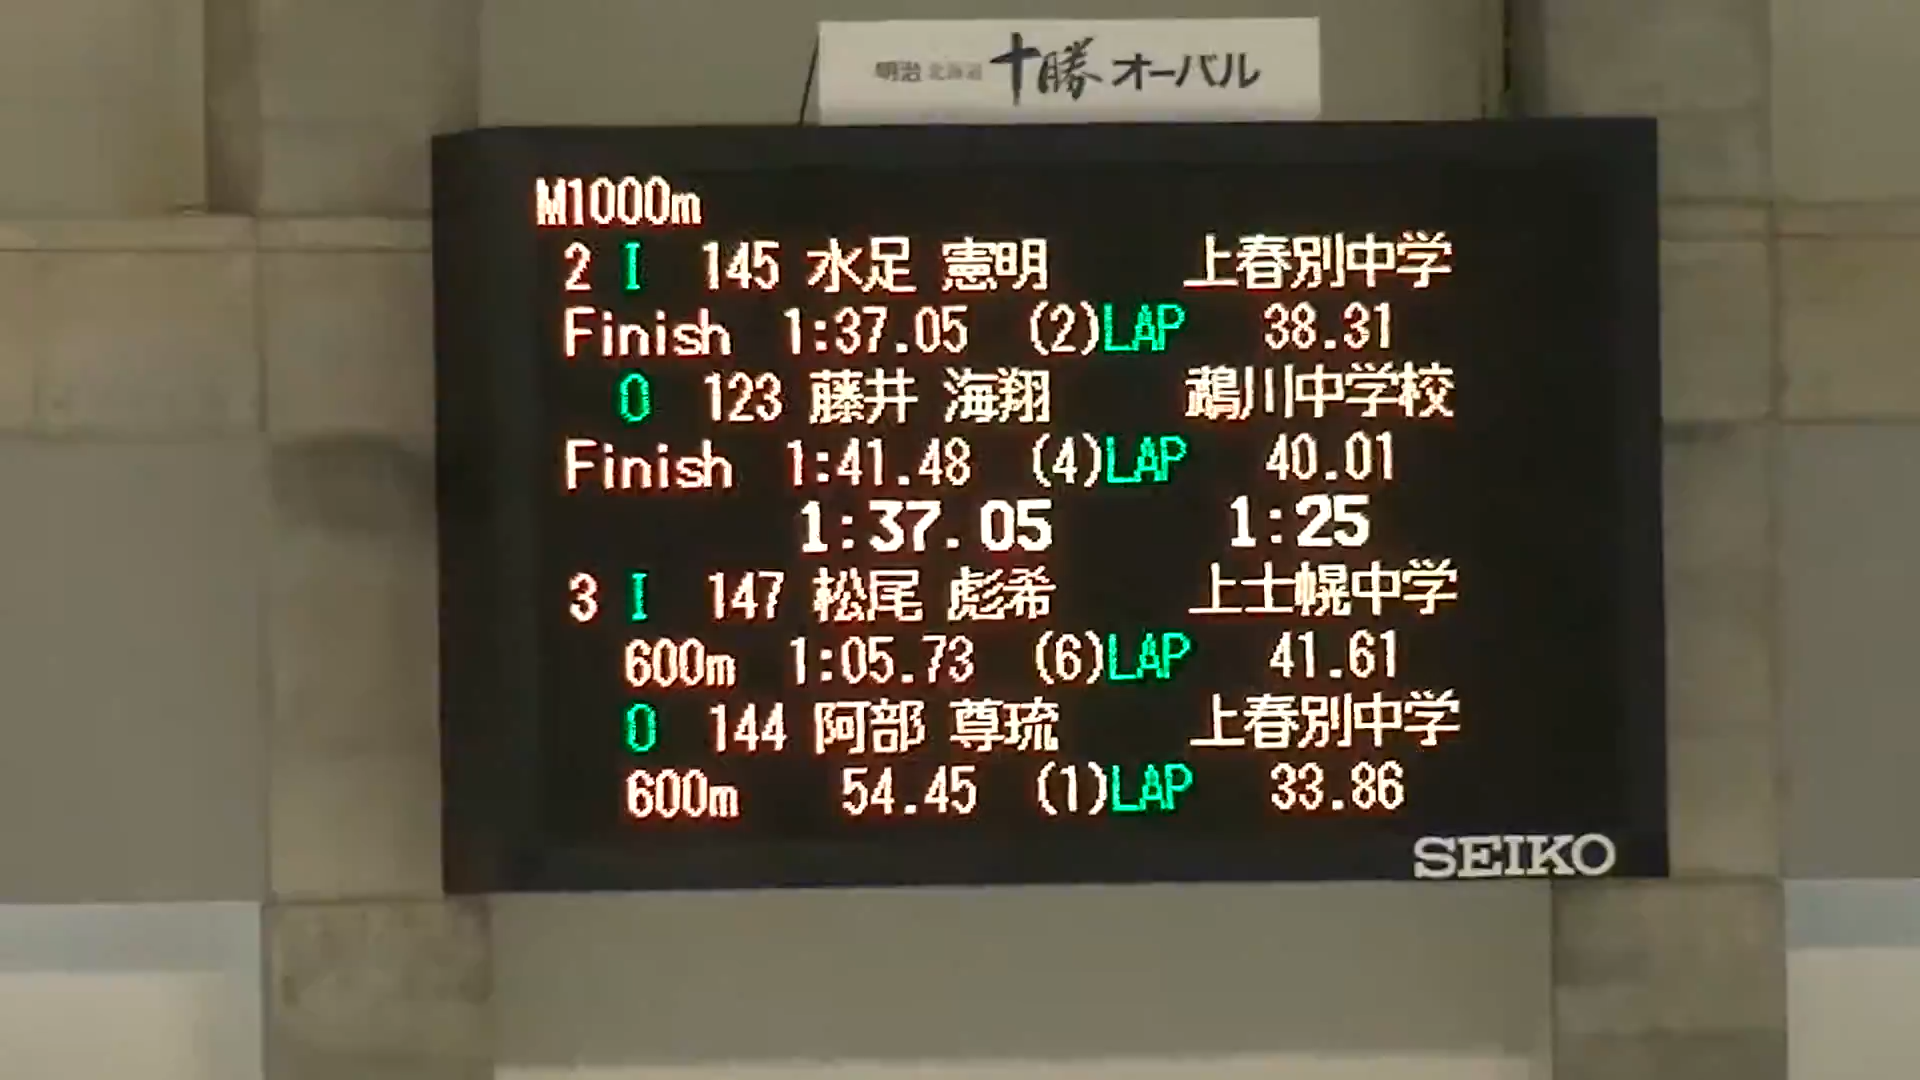 明治 北海道 十勝オーバル
M1000m
2 I 145 水足 憲明 上春別中学
Finish 1:37.05 (2)LAP 38.31
O 123 藤井 海翔 鵡川中学校
Finish 1:41.48 (4)LAP 40.01
1:37.05 1:25
3 I 147 松尾 彪希 上士幌中学
600m 1:05.73 (6)LAP 41.61
O 144 阿部 尊琉 上春別中学
600m 54.45 (1)LAP 33.86
SEIKO